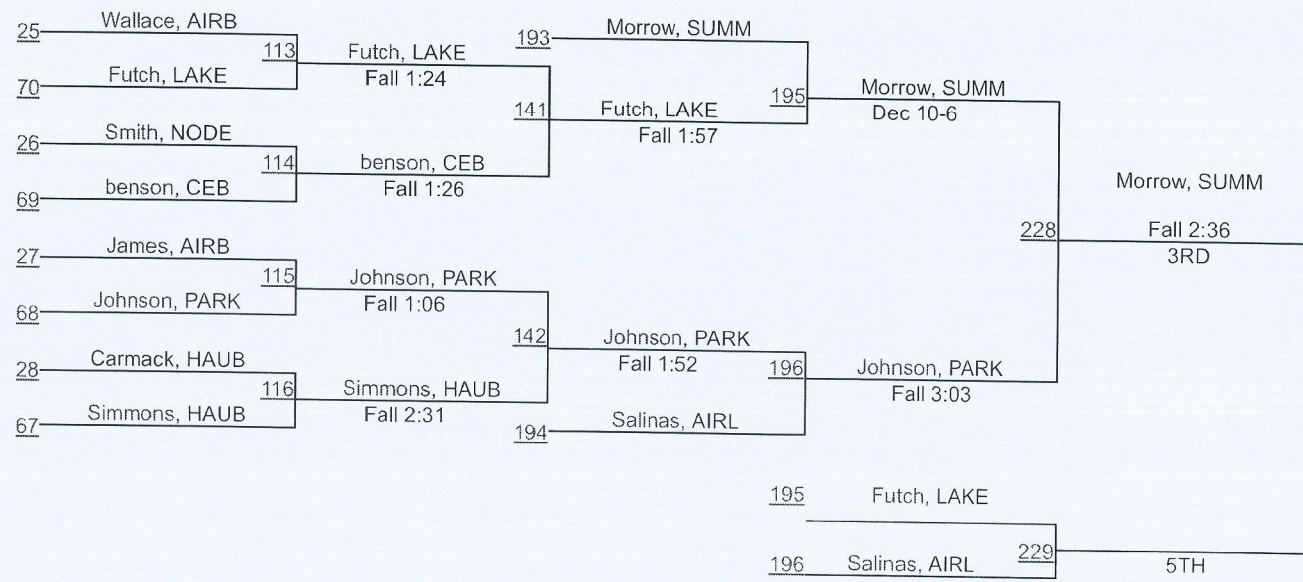 25 Wallace, AIRB
113
70 Futch, LAKE
Futch, LAKE
Fall 1:24
26 Smith, NODE
114
69 benson, CEB
benson, CEB
Fall 1:26
141
Futch, LAKE
Fall 1:57
193 Morrow, SUMM
195
Morrow, SUMM
Dec 10-6
27 James, AIRB
115
68 Johnson, PARK
Johnson, PARK
Fall 1:06
28 Carmack, HAUB
116
67 Simmons, HAUB
Simmons, HAUB
Fall 2:31
142
Johnson, PARK
Fall 1:52
194 Salinas, AIRL
196
Johnson, PARK
Fall 3:03
228
Morrow, SUMM
Fall 2:36
3RD
195 Futch, LAKE
196 Salinas, AIRL
229
5TH